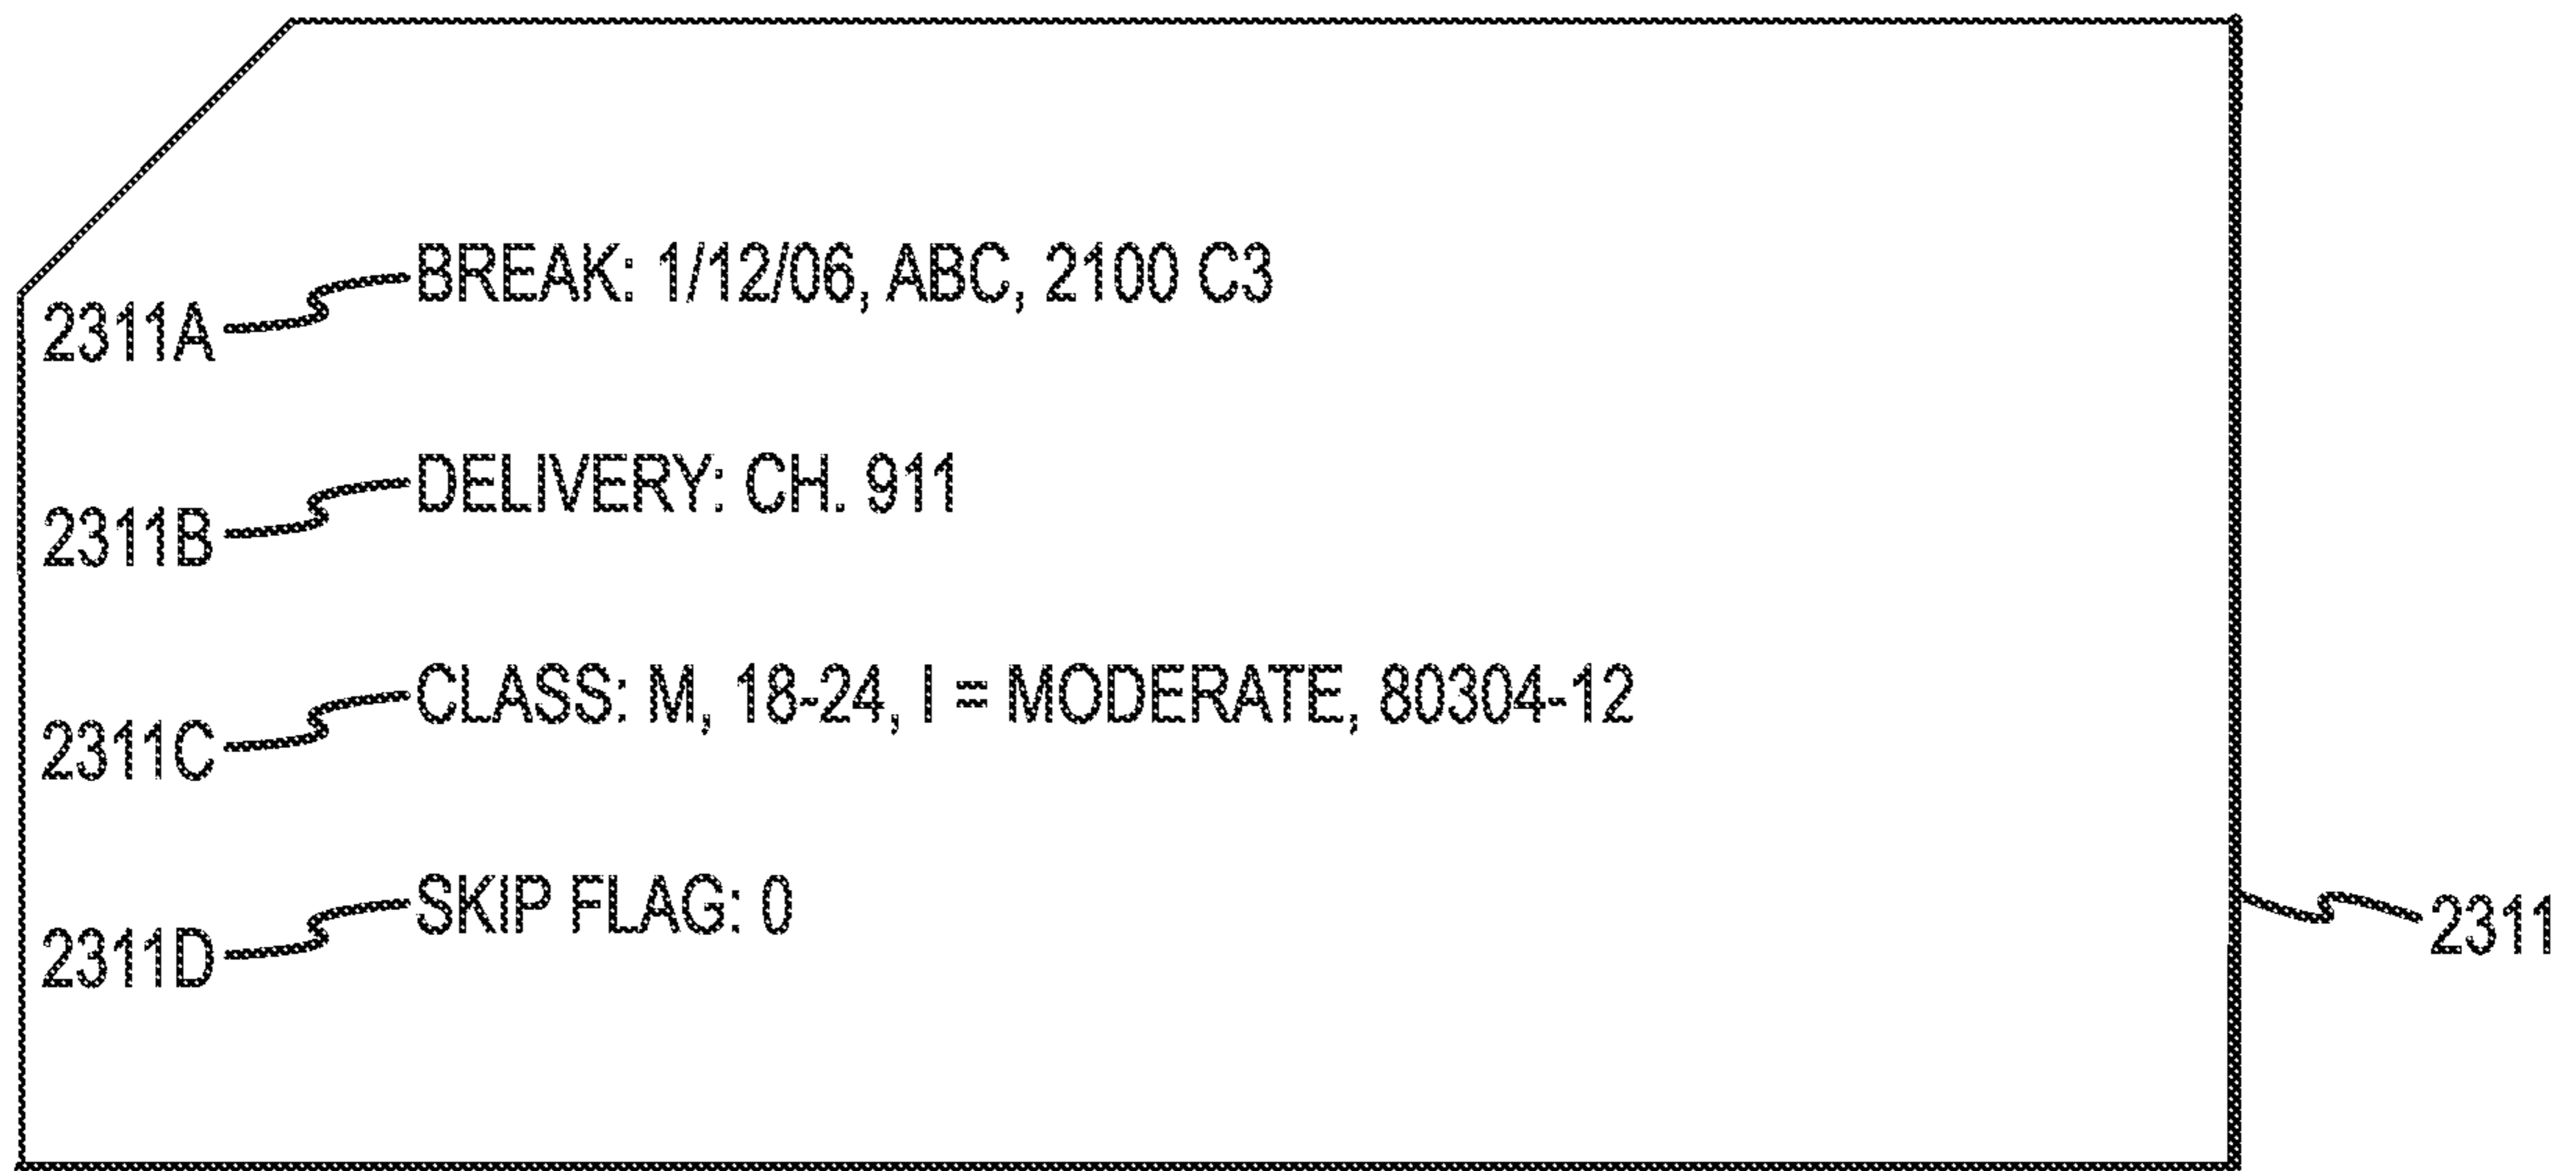 BREAK: 1/12/06, ABC, 2100 C3
2311A
DELIVERY: CH. 911
2311B
CLASS: M, 18-24, I = MODERATE, 80304-12
2311C
SKIP FLAG: 0
2311D
2311